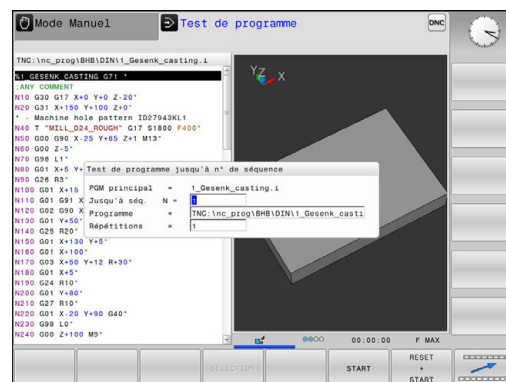 Mode Manuel
Test de programme
DNC
TNC:\nc_prog\BHB\DIN\1_Gesenk_casting.i
%1_GESENK_CASTING G71 *
;ANY COMMENT
N10 G30 G17 X+0 Y+0 Z-20*
N20 G31 X+150 Y+100 Z+0*
* - Machine hole pattern ID27943KL1
N40 T "MILL_D24_ROUGH" G17 S1800 F400*
N50 G00 G90 X-25 Y+65 Z+1 M13*
N60 G00 Z-5*
N70 G98 L1*
N80 G01 X+5 Y+
N90 G26 R3*
N100 G01 X+15
N110 G01 G91 X
N120 G02 G90 X
N130 G01 Y+50*
N140 G25 R20*
N150 G01 X+130 Y+5*
N160 G01 X+100*
N170 G03 X+50 Y+12 R+30*
N180 G01 X+5*
N190 G24 R10*
N200 G01 Y+80*
N210 G27 R10*
N220 G01 X-20 Y+90 G40*
N230 G98 L0*
N240 G00 Z+100 M9*
YZ X
Test de programme jusqu'à n° de séquence
PGM principal = 1_Gesenk_casting.i
Jusqu'à séq. N = 1
Programme = TNC:\nc_prog\BHB\DIN\1_Gesenk_casti
Répétitions = 1
00:00:00 F MAX
SELECTION
START
RESET
+
START